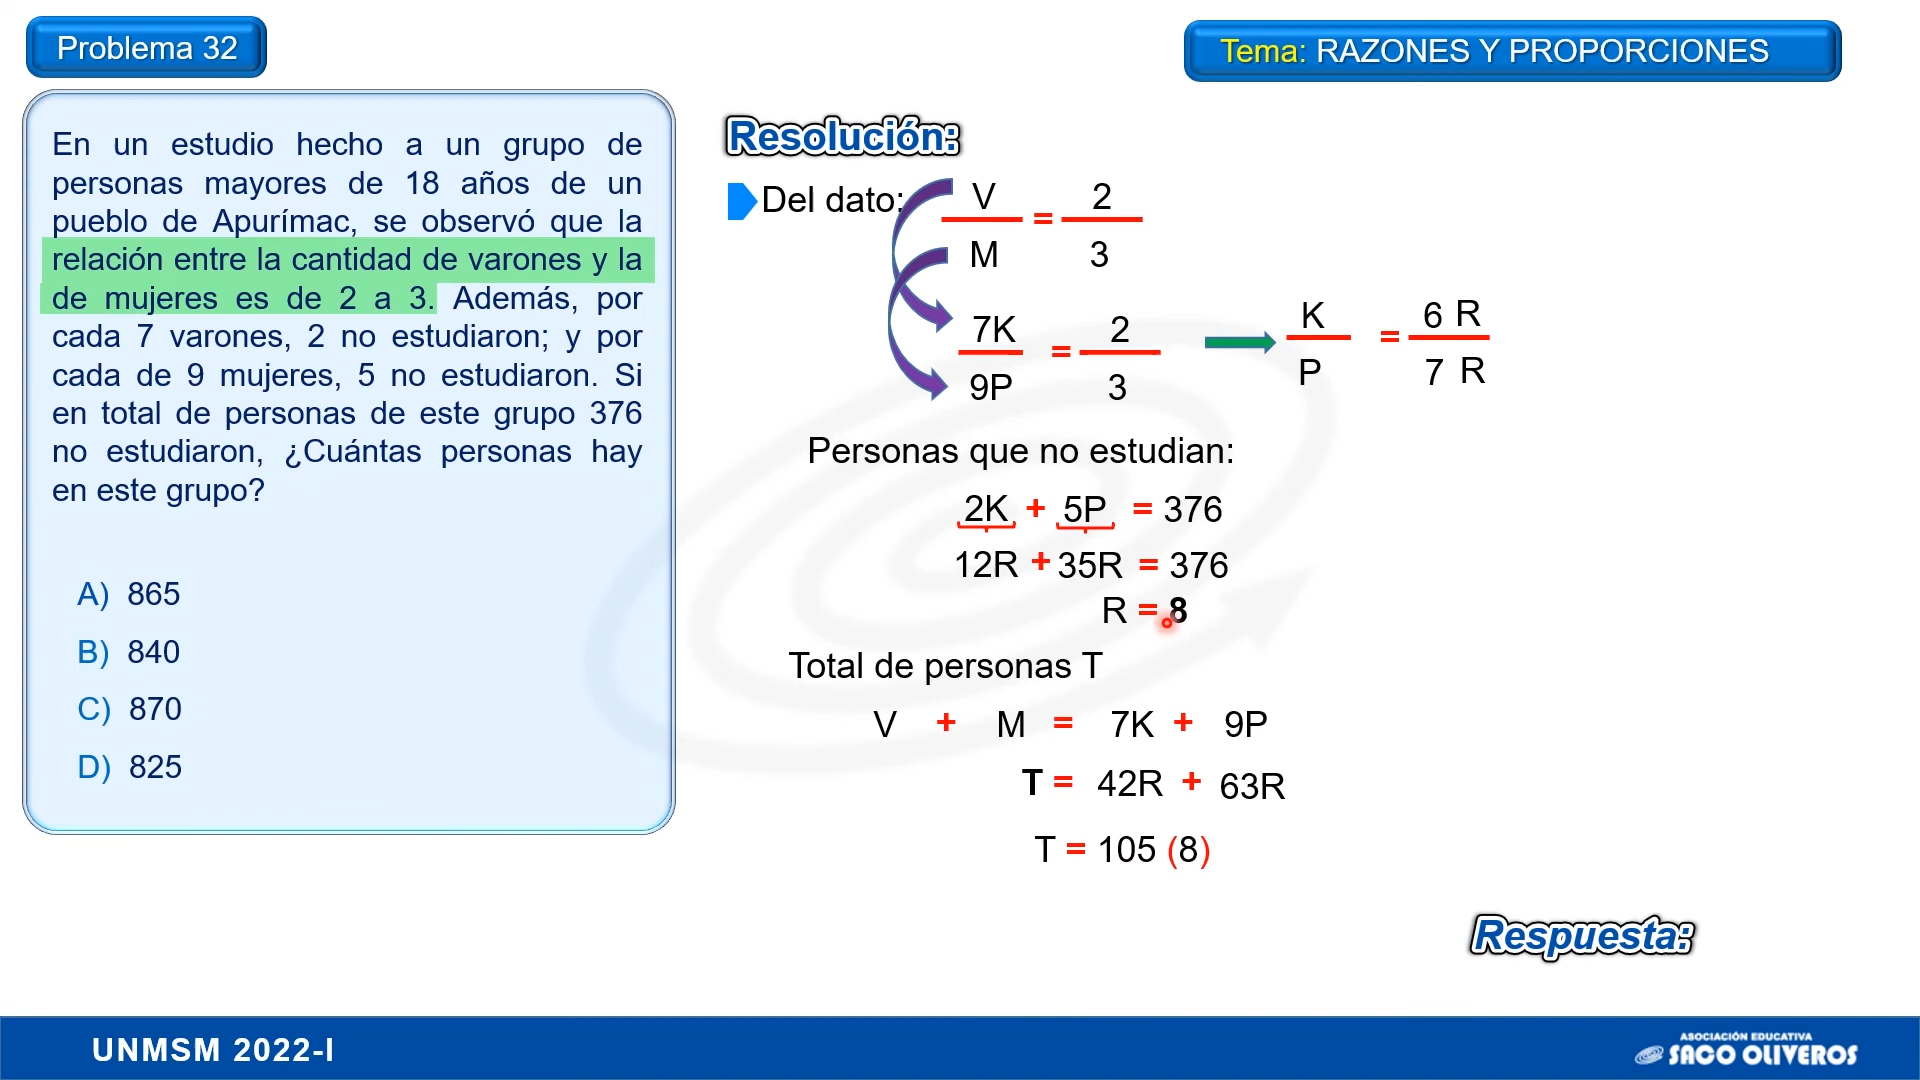 Problema 32
Tema: RAZONES Y PROPORCIONES
En un estudio hecho a un grupo de
personas mayores de 18 años de un
pueblo de Apurímac, se observó que la
relación entre la cantidad de varones y la
de mujeres es de 2 a 3. Además, por
cada 7 varones, 2 no estudiaron; y por
cada de 9 mujeres, 5 no estudiaron. Si
en total de personas de este grupo 376
no estudiaron, ¿Cuántas personas hay
en este grupo?
A) 865
B) 840
C) 870
D) 825
Resolución:
Del dato:
V = 2
M 3
7K = 2
9P 3
K = 6 R
P 7 R
Personas que no estudian:
2K + 5P = 376
12R + 35R = 376
R = 8
Total de personas T
V + M = 7K + 9P
T = 42R + 63R
T = 105 (8)
Respuesta:
UNMSM 2022-I
ASOCIACIÓN EDUCATIVA
SACO OLIVEROS